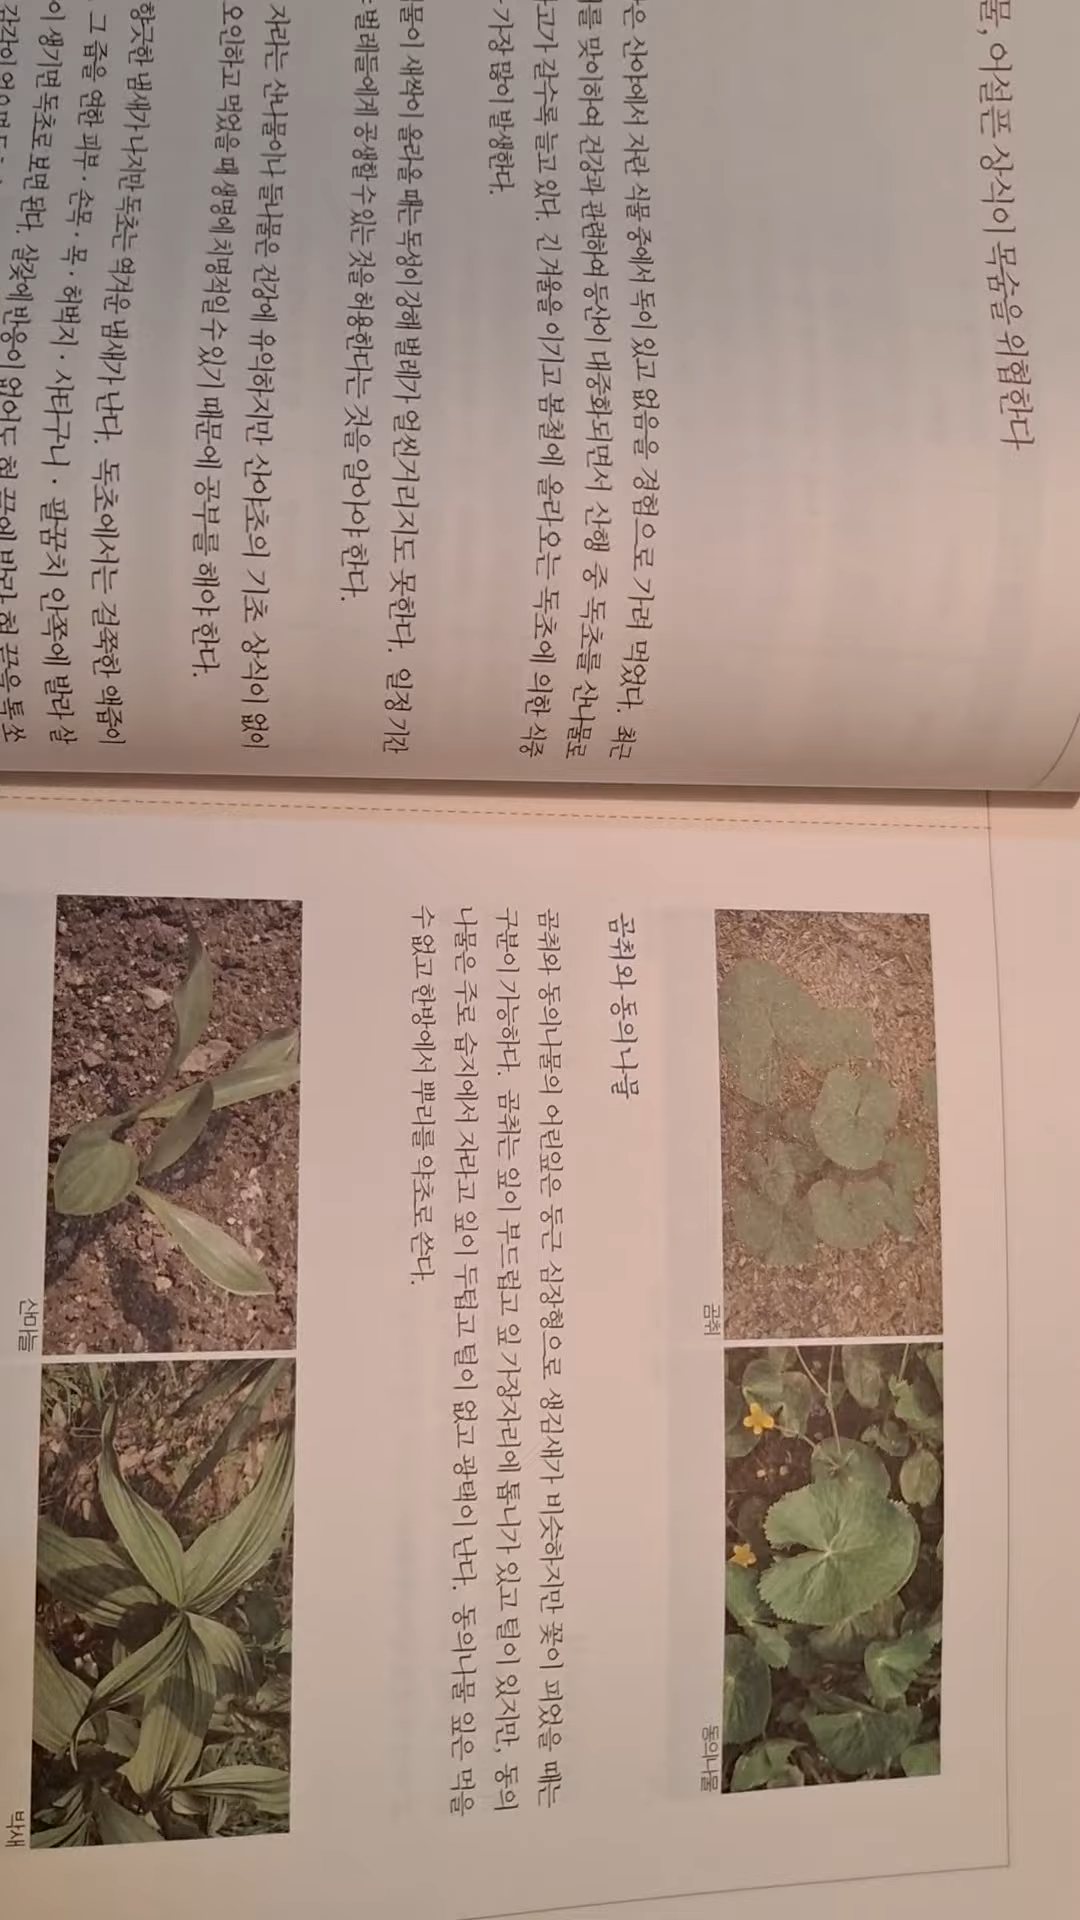 어설픈 상식이 목숨을 위협한다
산야에서 자란 식물 중에서 독이 있고 없음을 경험으로 가려 먹었다. 최근
맞이하여 건강과 관련하여 등산이 대중화되면서 산행 중 독초를 산나물로
갈수록 늘고 있다. 긴 겨울을 이기고 봄철에 올라오는 독초에 의한 식중
가장 많이 발생한다.
새싹이 올라올 때는 독성이 강해 벌레가 얼씬거리지도 못한다. 일정 기간
벌레들에게 공생할 수 있는 것을 허용한다는 것을 알아야 한다.
자라는 산나물이나 들나물은 건강에 유익하지만 산야초의 기초 상식이 없이
오인하고 먹었을 때 생명에 치명적일 수 있기 때문에 공부를 해야 한다.
향긋한 냄새가 나지만 독초는 역겨운 냄새가 난다. 독초에서는 걸쭉한 액즙이
그 즙을 연한 피부·손목·목·허벅지·사타구니·팔꿈치 안쪽에 발라 살
이 생기면 독초로 보면 된다. 살갗에 반응이 없어도 혀 끝에 발라 혀 끝을 톡 쏘
곰취
동의나물
곰취와 동의나물
곰취와 동의나물의 어린잎은 둥근 심장형으로 생김새가 비슷하지만 꽃이 피었을 때는
구분이 가능하다. 곰취는 잎이 부드럽고 잎 가장자리에 톱니가 있고 털이 있지만, 동의
나물은 주로 습지에서 자라고 잎이 두텁고 털이 없고 광택이 난다. 동의나물 잎은 먹을
수 없고 한방에서 뿌리를 약초로 쓴다.
산마늘
박새